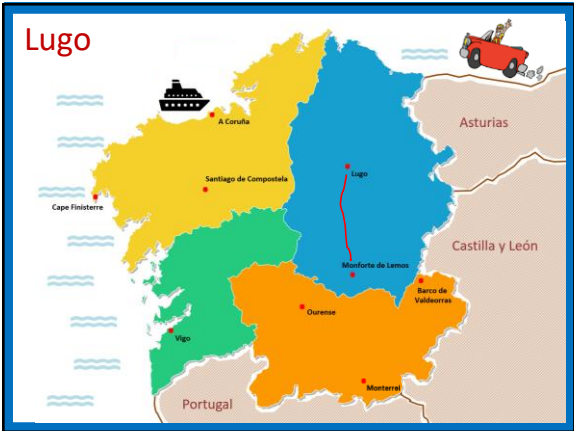 Lugo
A Coruña
Asturias
Lugo
Santiago de Compostela
Cape Finisterre
Castilla y León
Monforte de Lemos
Barco de
Valdeorras
Ourense
Vigo
Monterrei
Portugal